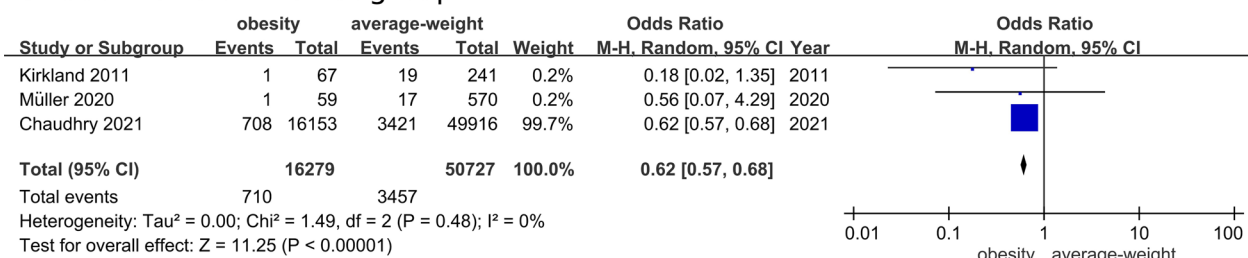 obesity average-weight Odds Ratio Odds Ratio
Study or Subgroup Events Total Events Total Weight M-H, Random, 95% CI Year M-H, Random, 95% CI
Kirkland 2011 1 67 19 241 0.2% 0.18 [0.02, 1.35] 2011
Müller 2020 1 59 17 570 0.2% 0.56 [0.07, 4.29] 2020
Chaudhry 2021 708 16153 3421 49916 99.7% 0.62 [0.57, 0.68] 2021
Total (95% CI) 16279 50727 100.0% 0.62 [0.57, 0.68]
Total events 710 3457
Heterogeneity: Tau² = 0.00; Chi² = 1.49, df = 2 (P = 0.48); I² = 0%
Test for overall effect: Z = 11.25 (P < 0.00001)
0.01 0.1 1 10 100
obesity average-weight